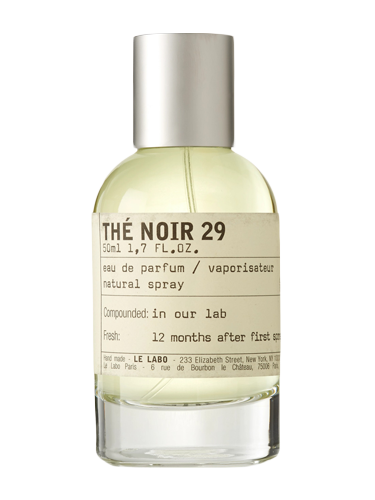 THÉ NOIR 29
50ml 1,7 FL.OZ.
eau de parfum / vaporisateur
natural spray
Compounded: in our lab
Fresh: 12 months after first
Hand made - LE LABO - 233 Elizabeth Street, New York, NY
Le Labo Paris - 6 rue de Bourbon le Château, 75006 Paris